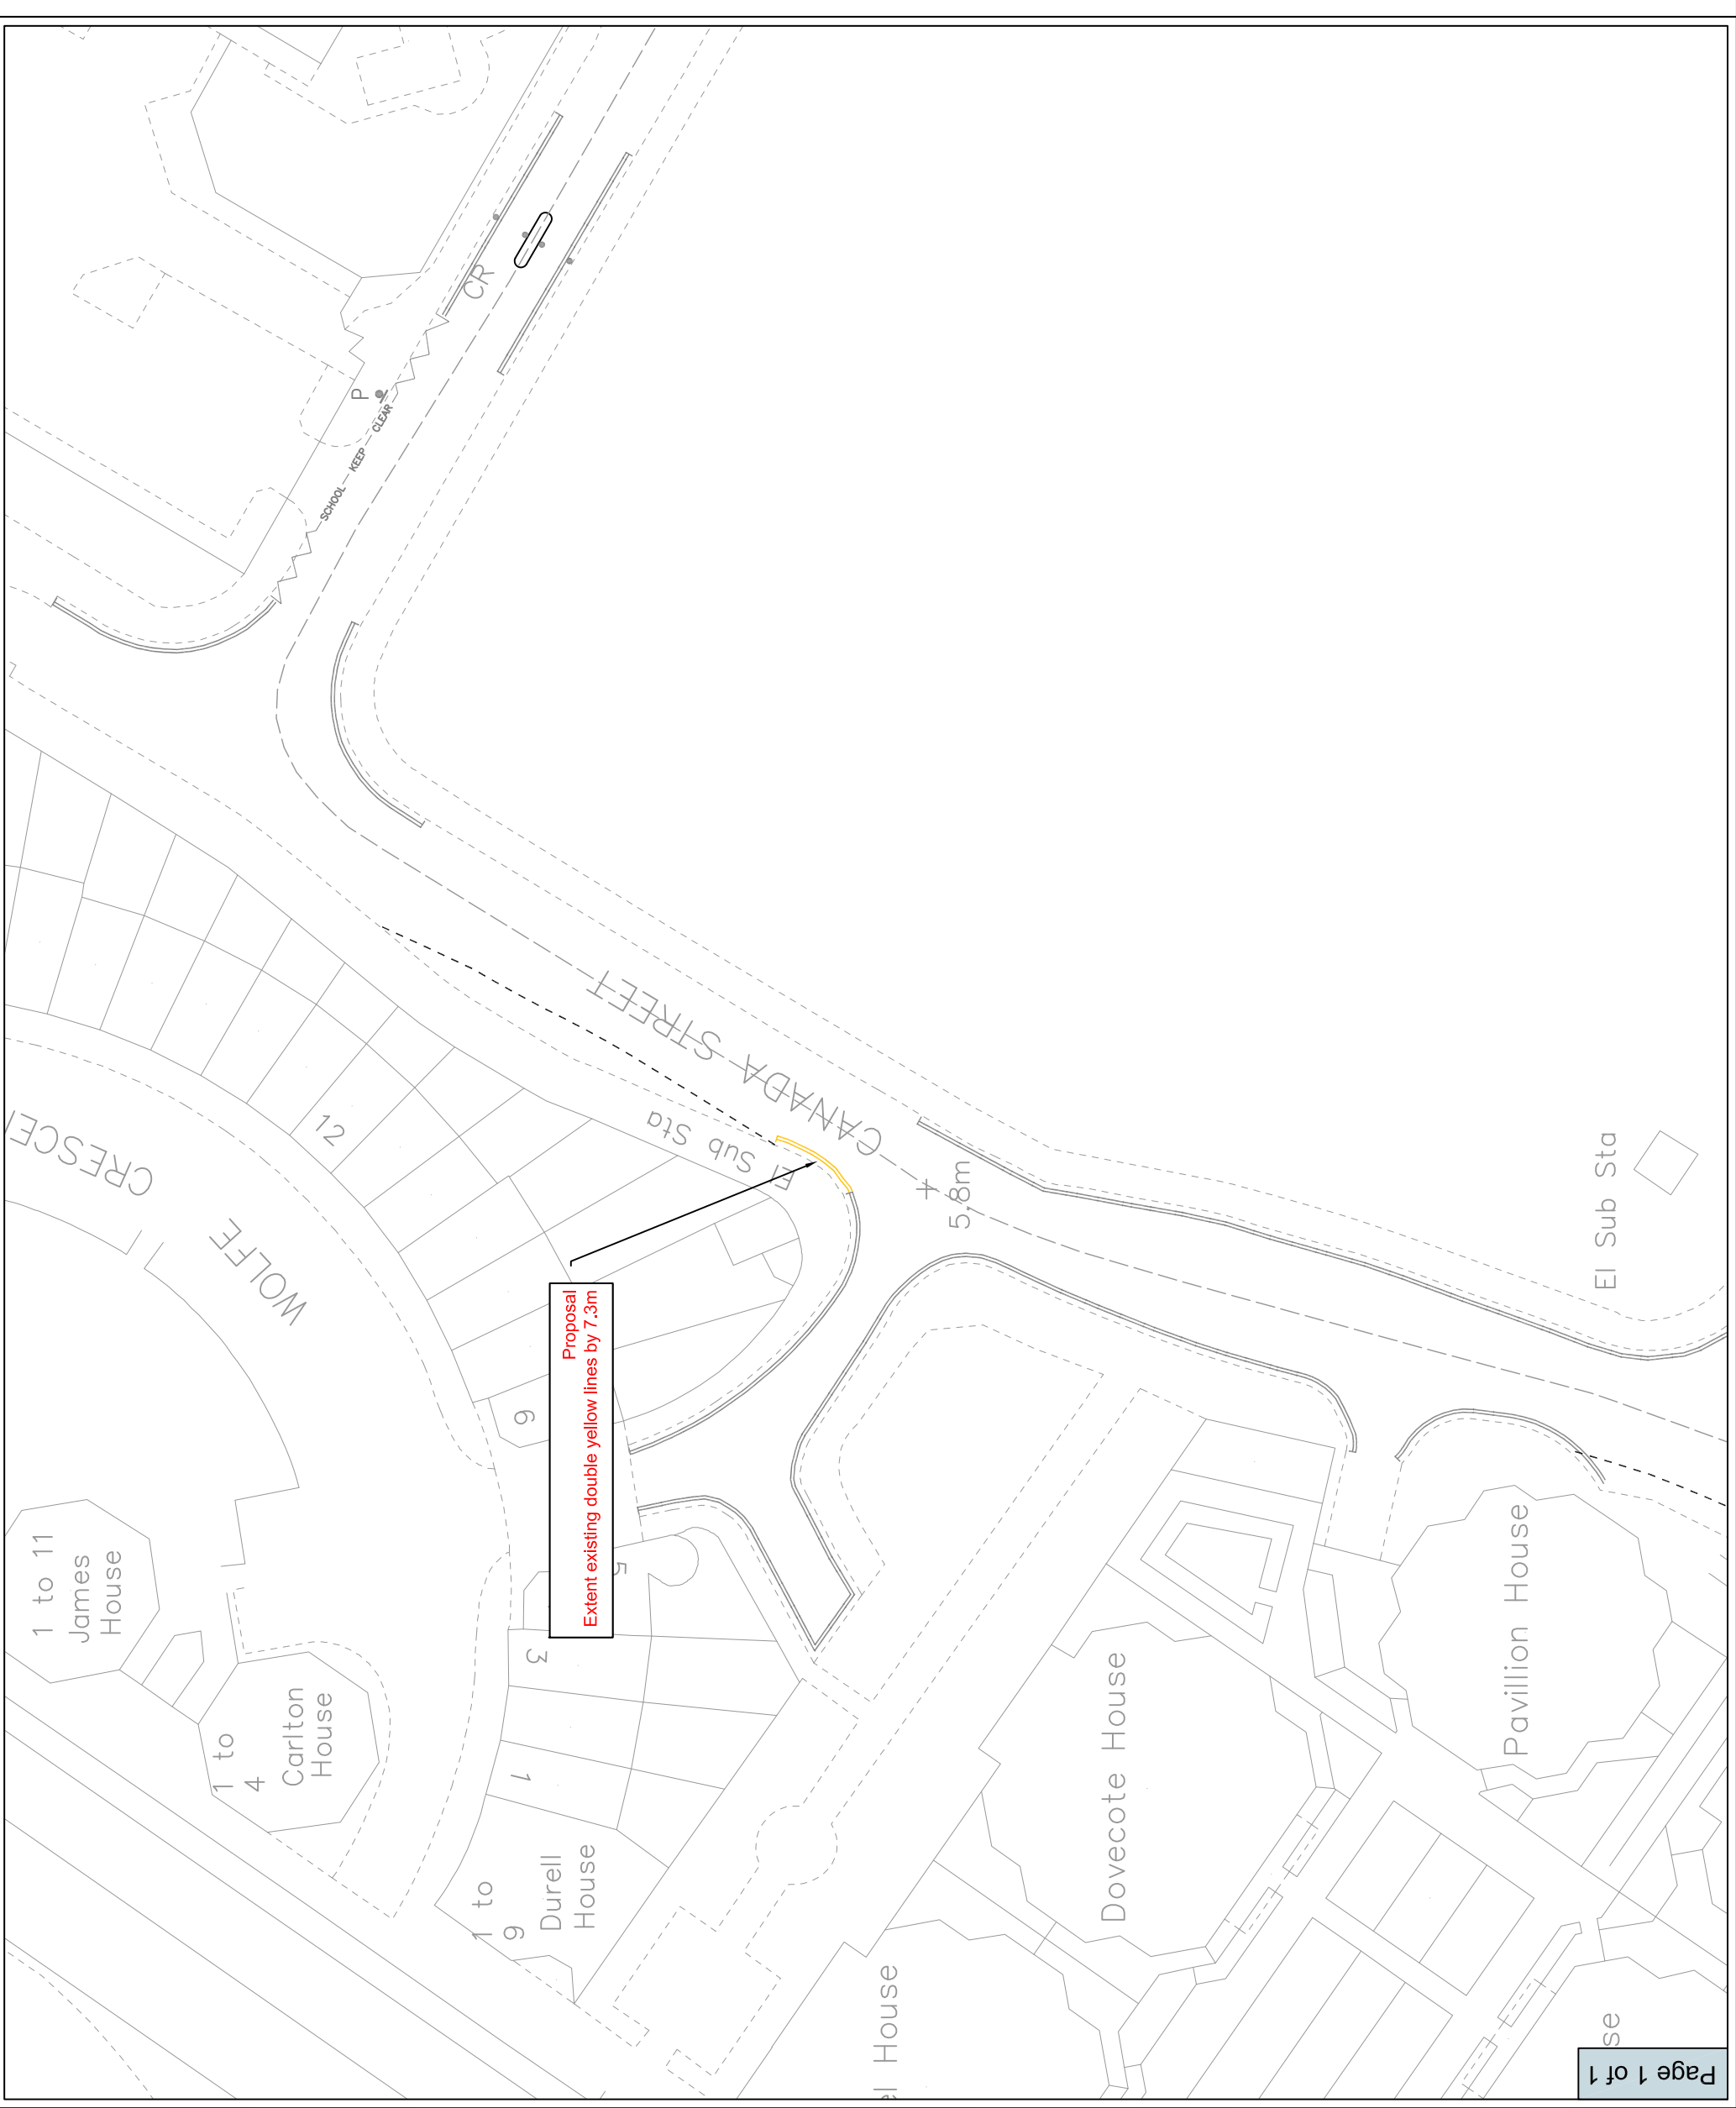 CR
P
SCHOOL KEEP CLEAR
CANADA STREET
El Sub Sta
12
CRESCE
WOLFE
5.8m
El Sub Sta
Proposal
Extent existing double yellow lines by 7.3m
9
5
3
1
1 to 11
James
House
1 to
4
Carlton
House
1 to
9
Durell
House
Dovecote House
Pavillion House
el House
se
Page 1 of 1